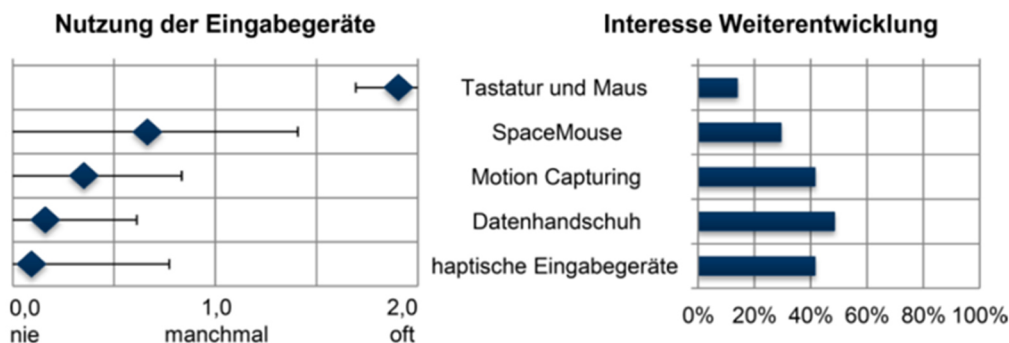 Nutzung der Eingabegeräte
Interesse Weiterentwicklung
Tastatur und Maus
SpaceMouse
Motion Capturing
Datenhandschuh
haptische Eingabegeräte
0,0 1,0 2,0
nie manchmal oft
0% 20% 40% 60% 80% 100%